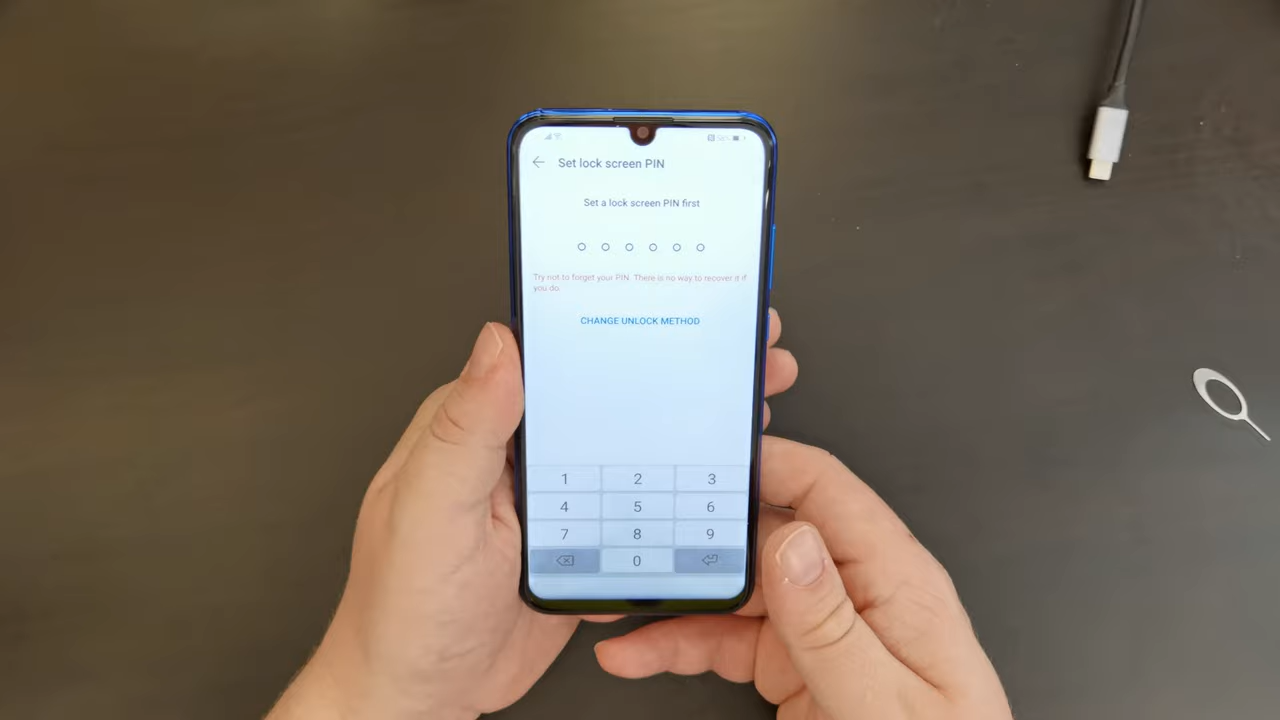 Set lock screen PIN
Set a lock screen PIN first
Try not to forget your PIN. There is no way to recover it if
you do.
CHANGE UNLOCK METHOD
1 2 3
4 5 6
7 8 9
0